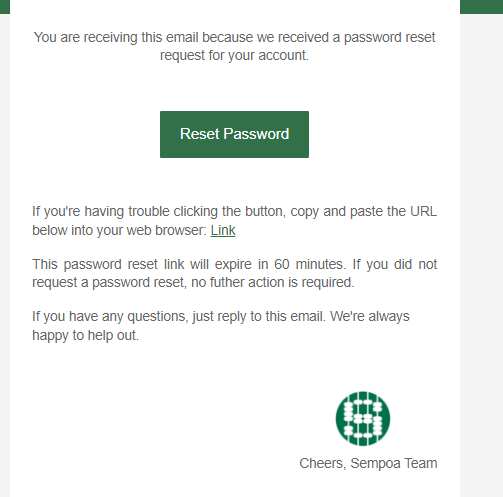 You are receiving this email because we received a password reset
request for your account.
Reset Password
If you're having trouble clicking the button, copy and paste the URL
below into your web browser: Link
This password reset link will expire in 60 minutes. If you did not
request a password reset, no futher action is required.
If you have any questions, just reply to this email. We're always
happy to help out.
Cheers, Sempoa Team